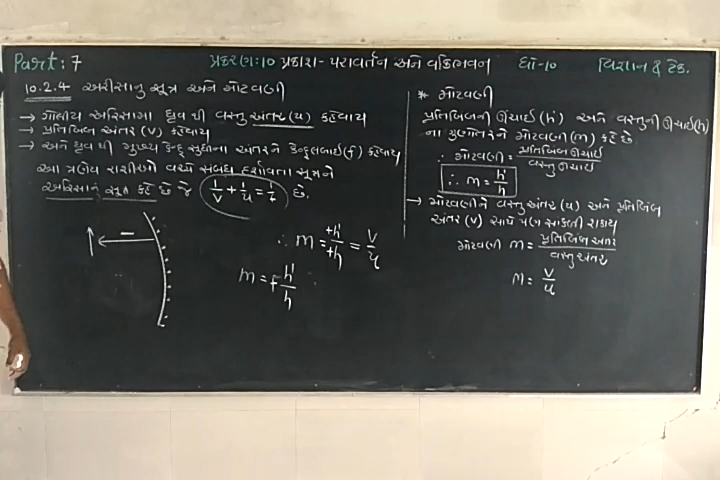 Part: 7 પ્રકરણ:10 પ્રકાશ- પરાવર્તન અને વક્રીભવન ધો-10 વિજ્ઞાન & ટેક.
10.2.4 અરીસાનું સૂત્ર અને મોટવણી
→ ગોલીય અરિસામાં ધ્રુવ થી વસ્તુ અંતર (u) કહેવાય
→ પ્રતિબિંબ અંતર (v) કહેવાય
→ અને ધ્રુવ થી મુખ્ય કેન્દ્ર સુધીના અંતરને કેન્દ્રલંબાઈ (f) કહેવાય
આ ત્રણેય રાશીઓ વચ્ચે સંબંધ દર્શાવતા સૂત્રને
અરિસાનું સૂત્ર કહે છે જે 1/v + 1/u = 1/f છે.
−
∴ m = +h'/+h = v/u
m = + h'/h
* મોટવણી
પ્રતિબિંબની ઊંચાઈ (h') અને વસ્તુની ઊંચાઈ (h)
ના ગુણોત્તરને મોટવણી (m) કહે છે
∴ મોટવણી = પ્રતિબિંબ ઊંચાઈ / વસ્તુ ઊંચાઈ
∴ m = h'/h
→ મોટવણીને વસ્તુ અંતર (u) અને પ્રતિબિંબ
અંતર (v) સાથે પણ સાંકળી શકાય
મોટવણી m = પ્રતિબિંબ અંતર / વસ્તુ અંતર
m = v/u